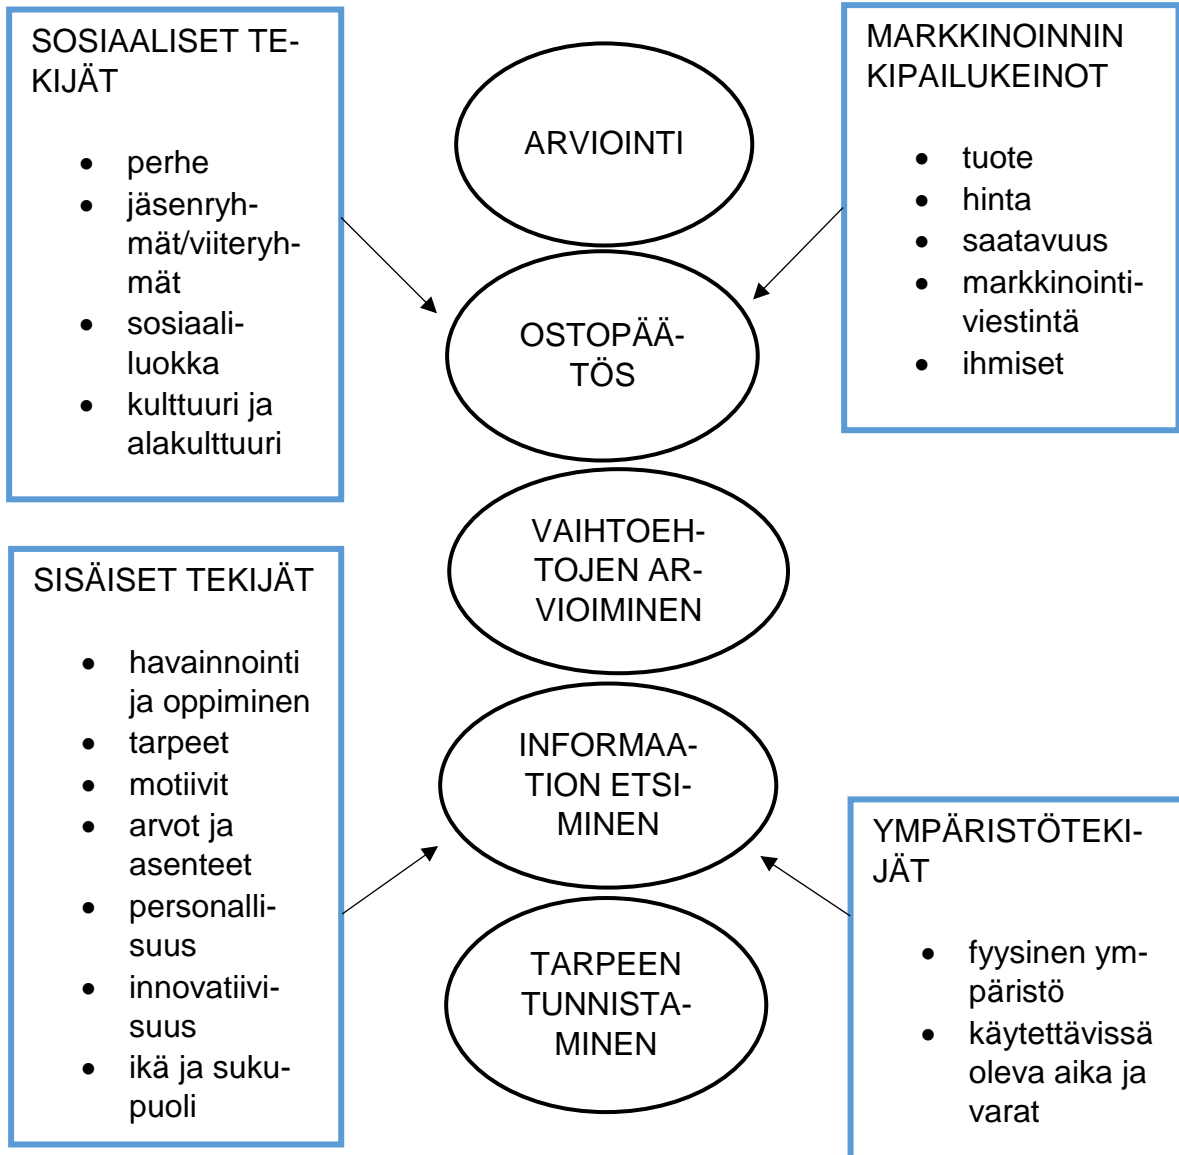 SOSIAALISET TE-
KIJÄT
• perhe
• jäsenryh-
mät/viiteryh-
mät
• sosiaali-
luokka
• kulttuuri ja
alakulttuuri
SISÄISET TEKIJÄT
• havainnointi
ja oppiminen
• tarpeet
• motiivit
• arvot ja
asenteet
• personalli-
suus
• innovatiivi-
suus
• ikä ja suku-
puoli
ARVIOINTI
OSTOPÄÄ-
TÖS
VAIHTOEH-
TOJEN AR-
VIOIMINEN
INFORMAA-
TION ETSI-
MINEN
TARPEEN
TUNNISTA-
MINEN
MARKKINOINNIN
KIPAILUKEINOT
• tuote
• hinta
• saatavuus
• markkinointi-
viestintä
• ihmiset
YMPÄRISTÖTEKI-
JÄT
• fyysinen ym-
päristö
• käytettävissä
oleva aika ja
varat